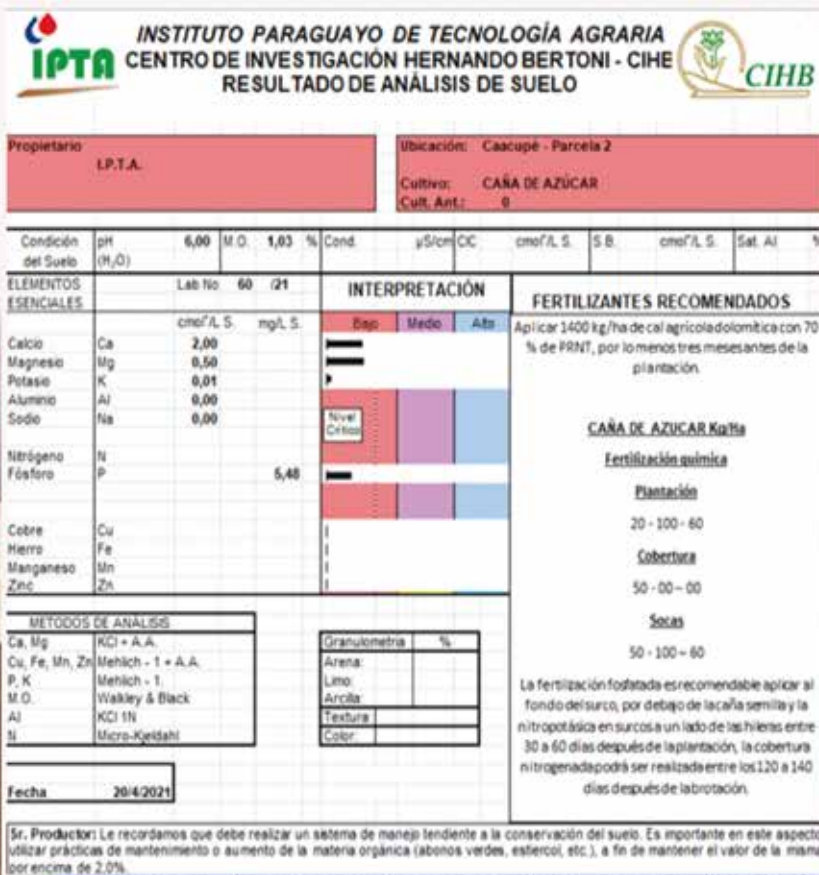 IPTA
INSTITUTO PARAGUAYO DE TECNOLOGÍA AGRARIA
CENTRO DE INVESTIGACIÓN HERNANDO BERTONI - CIHB
RESULTADO DE ANÁLISIS DE SUELO
CIHB
Propietario
I.P.T.A.
Ubicación: Caacupé - Parcela 2
Cultivo: CAÑA DE AZÚCAR
Cult. Ant.: 0
Condición del Suelo pH (H₂O) 6,00 M.O. 1,03 % Cond. µS/cm CIC cmol⁺/L S. S.B. cmol⁺/L S. Sat. Al %
ELEMENTOS ESENCIALES Lab No 60 /21
cmol⁺/L S. mg/L S.
Calcio Ca 2,00
Magnesio Mg 0,50
Potasio K 0,01
Aluminio Al 0,00
Sodio Na 0,00
Nitrógeno N
Fósforo P 5,48
Cobre Cu
Hierro Fe
Manganeso Mn
Zinc Zn
INTERPRETACIÓN
Bajo Medio Alto
Nivel
Crítico
FERTILIZANTES RECOMENDADOS
Aplicar 1400 kg/ha de cal agrícola dolomítica con 70
% de PRNT, por lo menos tres meses antes de la
plantación.
CAÑA DE AZUCAR Kg/Ha
Fertilización química
Plantación
20 - 100 - 60
Cobertura
50 - 00 – 00
Socas
50 - 100 – 60
La fertilización fosfatada es recomendable aplicar al
fondo del surco, por debajo de la caña semilla y la
nitropotásica en surcos a un lado de las hileras entre
30 a 60 días después de la plantación, la cobertura
nitrogenada podrá ser realizada entre los 120 a 140
días después de la brotación.
METODOS DE ANÁLISIS
Ca, Mg KCl + A.A.
Cu, Fe, Mn, Zn Mehlich - 1 + A.A.
P, K Mehlich - 1.
M.O. Walkley & Black
Al KCl 1N
N Micro-Kjeldahl
Granulometría %
Arena:
Limo:
Arcilla:
Textura
Color:
Fecha 20/4/2021
Sr. Productor: Le recordamos que debe realizar un sistema de manejo tendiente a la conservación del suelo. Es importante en este aspecto
utilizar prácticas de mantenimiento o aumento de la materia orgánica (abonos verdes, estiercol, etc.), a fin de mantener el valor de la misma
por encima de 2.0%.